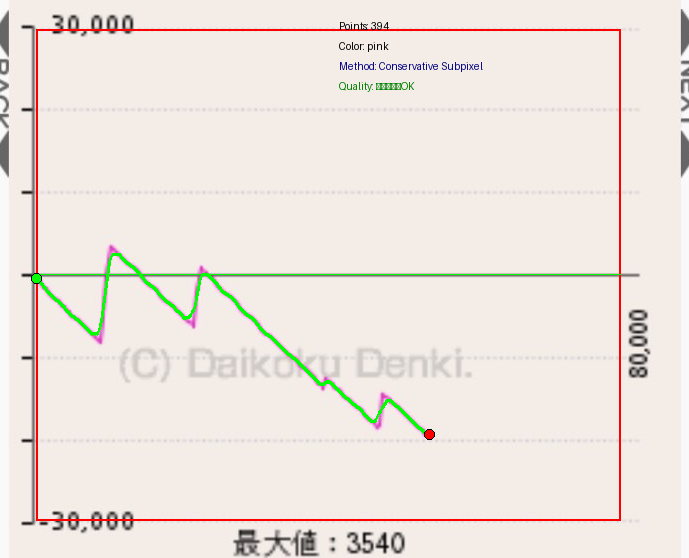 30,000
Points: 394
Color: pink
Method: Conservative Subpixel
Quality: OK
BACK
NEXT
80,000
(C) Daikoku Denki.
-30,000
最大値：3540